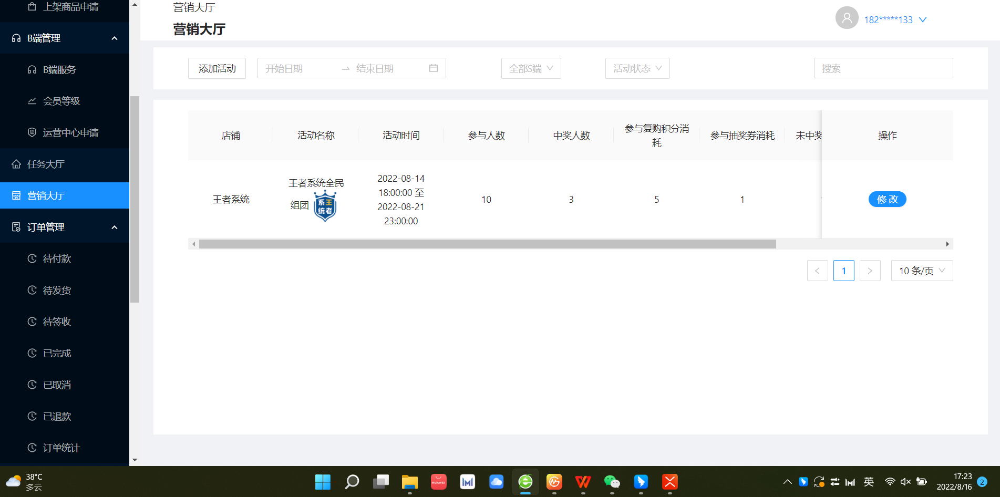 上架商品申请
B端管理
B端服务
会员等级
运营中心申请
任务大厅
营销大厅
订单管理
待付款
待发货
待签收
已完成
已取消
已退款
订单统计
营销大厅
营销大厅
182*****133
添加活动
开始日期
结束日期
全部S端
活动状态
搜索
店铺
活动名称
活动时间
参与人数
中奖人数
参与复购积分消
耗
参与抽奖券消耗
未中奖
操作
王者系统
王者系统全民
组团
系王
统者
2022-08-14
18:00:00 至
2022-08-21
23:00:00
10
3
5
1
修 改
1
10 条/页
38°C
多云
HUAWEI
英
17:23
2022/8/16
2